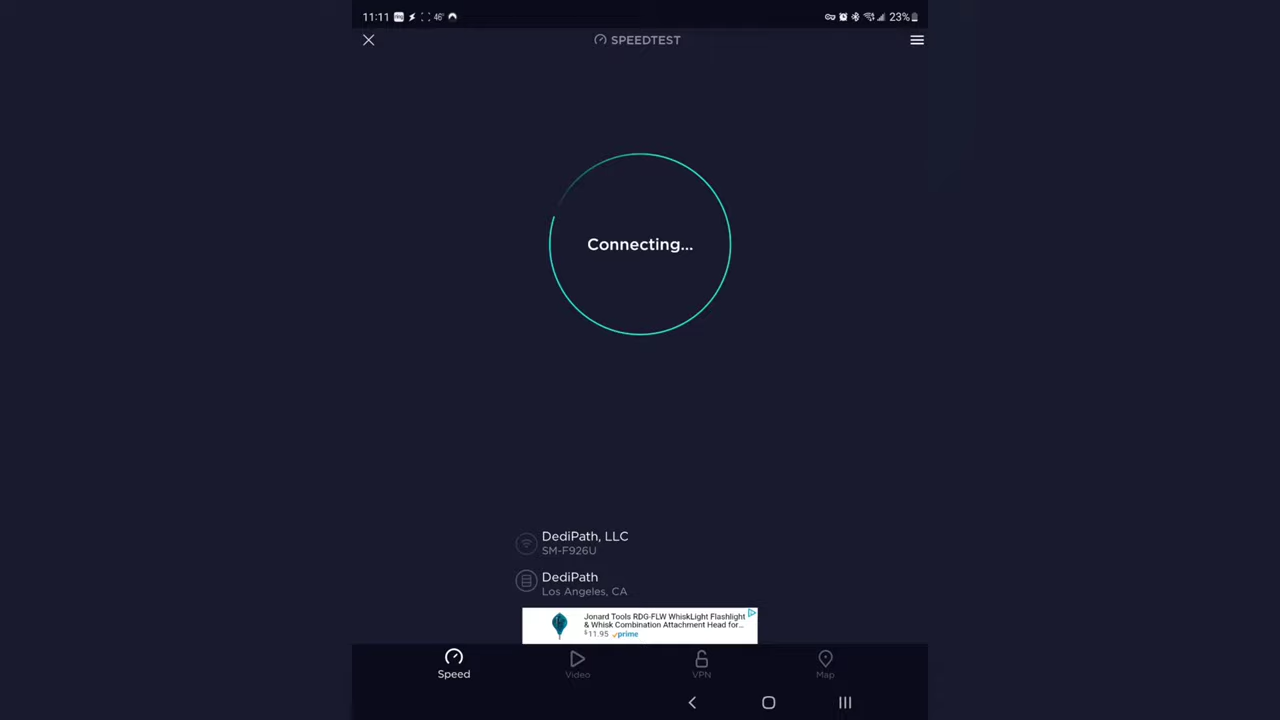 11:11 46° 23%
SPEEDTEST
Connecting...
DediPath, LLC
SM-F926U
DediPath
Los Angeles, CA
Jonard Tools RDG-FLW WhiskLight Flashlight
& Whisk Combination Attachment Head for...
$11.95 prime
Speed Video VPN Map